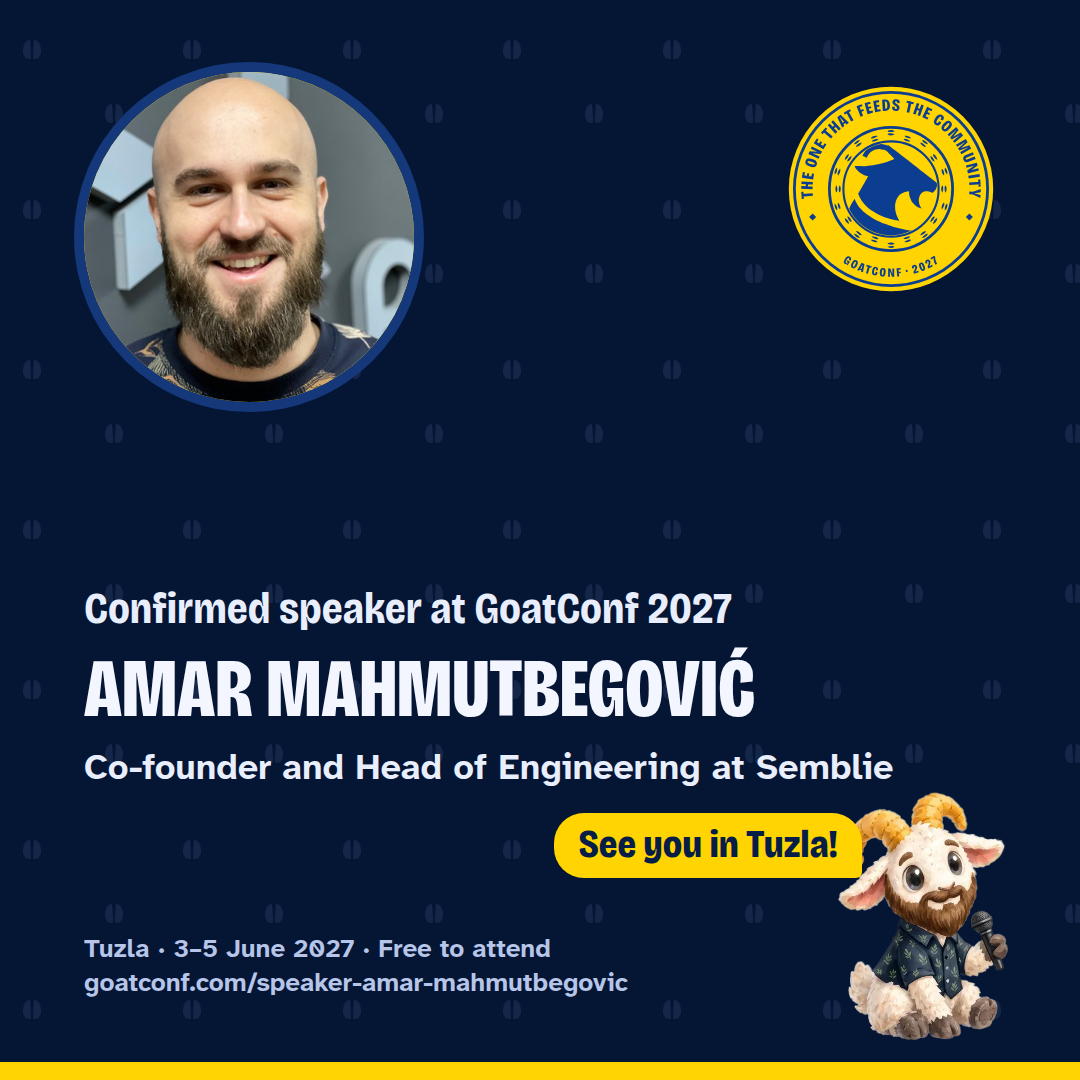 THE ONE THAT FEEDS THE COMMUNITY
GOATCONF · 2027
Confirmed speaker at GoatConf 2027
AMAR MAHMUTBEGOVIĆ
Co-founder and Head of Engineering at Semblie
See you in Tuzla!
Tuzla · 3–5 June 2027 · Free to attend
goatconf.com/speaker-amar-mahmutbegovic